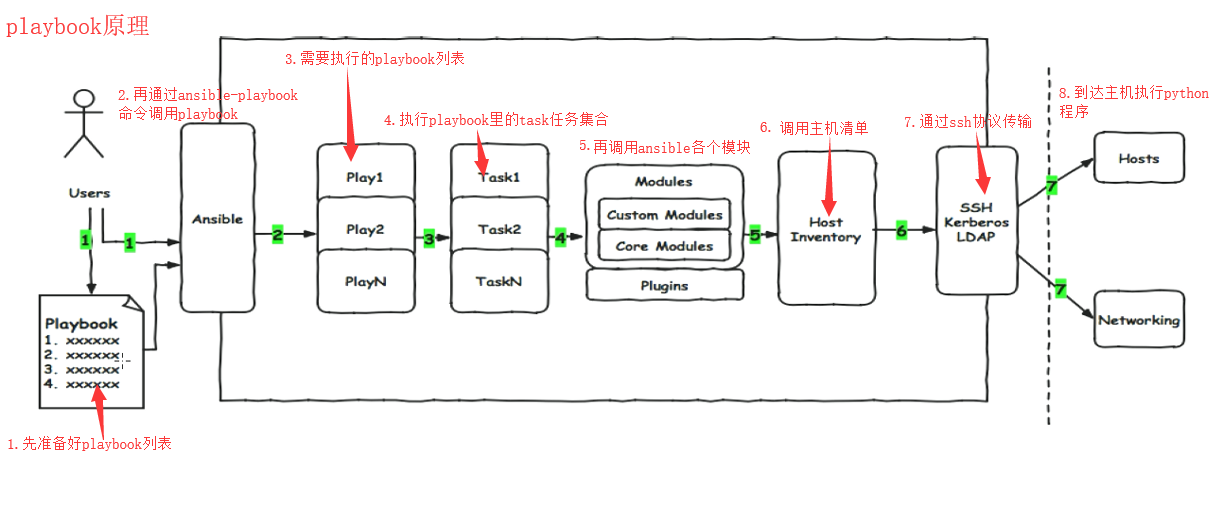 playbook原理
3.需要执行的playbook列表
2.再通过ansible-playbook
命令调用playbook
4.执行playbook里的task任务集合
5.再调用ansible各个模块
6. 调用主机清单
7.通过ssh协议传输
8.到达主机执行python
程序
Users
1
1
Ansible
2
Play1
Play2
PlayN
3
Task1
Task2
TaskN
4
Modules
Custom Modules
Core Modules
Plugins
5
Host
Inventory
6
SSH
Kerberos
LDAP
7
7
Hosts
Networking
Playbook
1. xxxxxx
2. xxxxxx
3. xxxxxx
4. xxxxxx
1.先准备好playbook列表